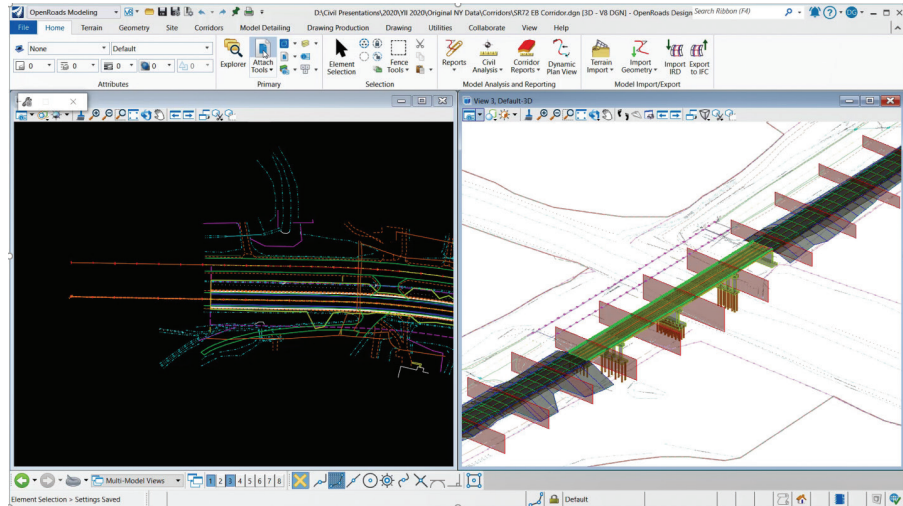 OpenRoads Modeling
D:\Civil Presentations\2020\YII 2020\Original NY Data\Corridors\SR72 EB Corridor.dgn [3D - V8 DGN] - OpenRoads Design
Search Ribbon (F4)
File Home Terrain Geometry Site Corridors Model Detailing Drawing Production Drawing Utilities Collaborate View Help
None Default
0 0 0 0 0
Attributes
Explorer
Attach
Tools
Primary
Element
Selection
Fence
Tools
Selection
Reports
Civil
Analysis
Corridor
Reports
Dynamic
Plan View
Model Analysis and Reporting
Terrain
Import
Import
Geometry
Import
IRD
Export
to IFC
Model Import/Export
View 3, Default-3D
Multi-Model Views 1 2 3 4 5 6 7 8
Element Selection > Settings Saved
Default